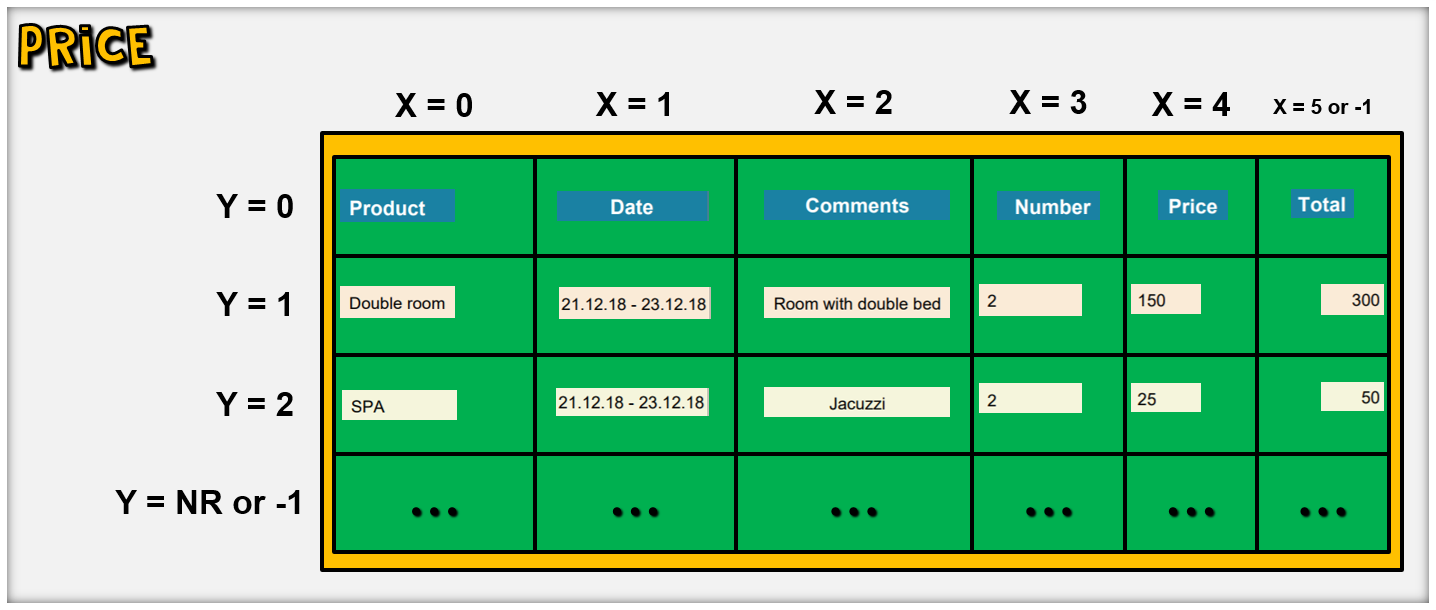 PRiCE
X = 0 X = 1 X = 2 X = 3 X = 4 X = 5 or -1
Y = 0 Product Date Comments Number Price Total
Y = 1 Double room 21.12.18 - 23.12.18 Room with double bed 2 150 300
Y = 2 SPA 21.12.18 - 23.12.18 Jacuzzi 2 25 50
Y = NR or -1 ... ... ... ... ... ...